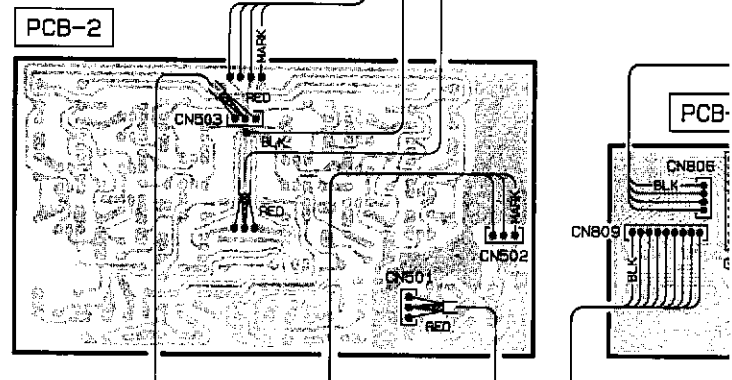 PCB-2
MARK
RED
CN503
BLK
RED
MARK
CN502
CN501
RED
PCB-
CN806
BLK
CN809
BLK